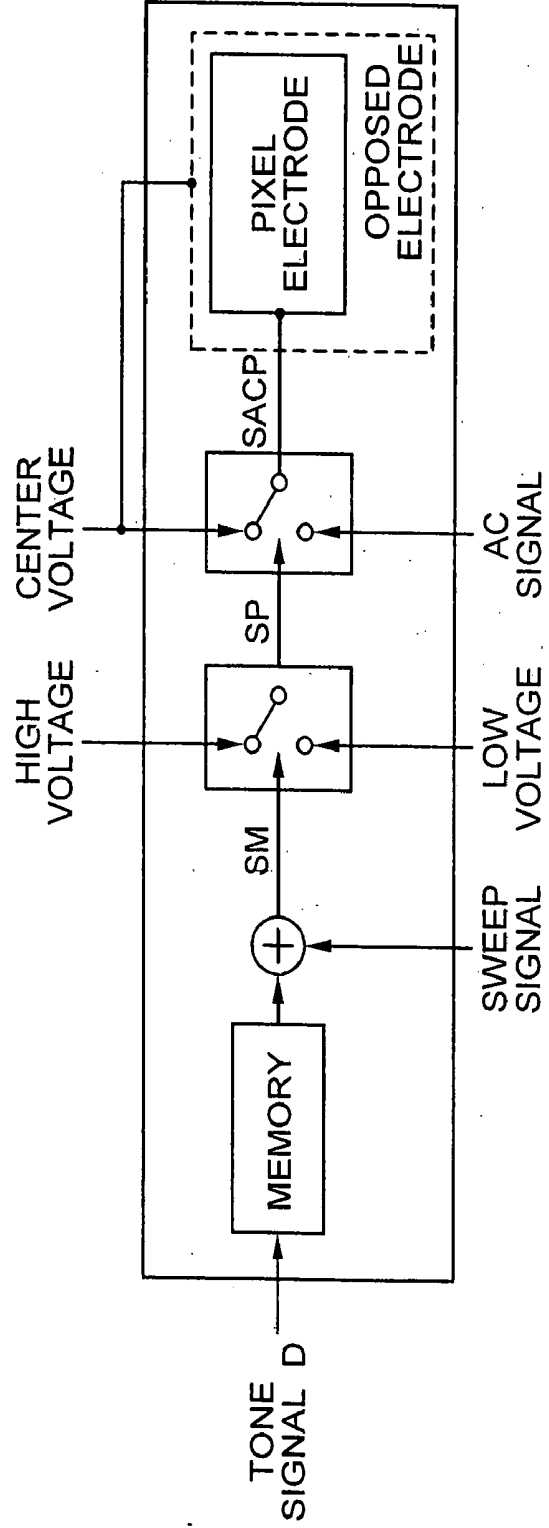 TONE
SIGNAL D
MEMORY
SWEEP
SIGNAL
SM
HIGH
VOLTAGE
LOW
VOLTAGE
SP
CENTER
VOLTAGE
AC
SIGNAL
SACP
PIXEL
ELECTRODE
OPPOSED
ELECTRODE